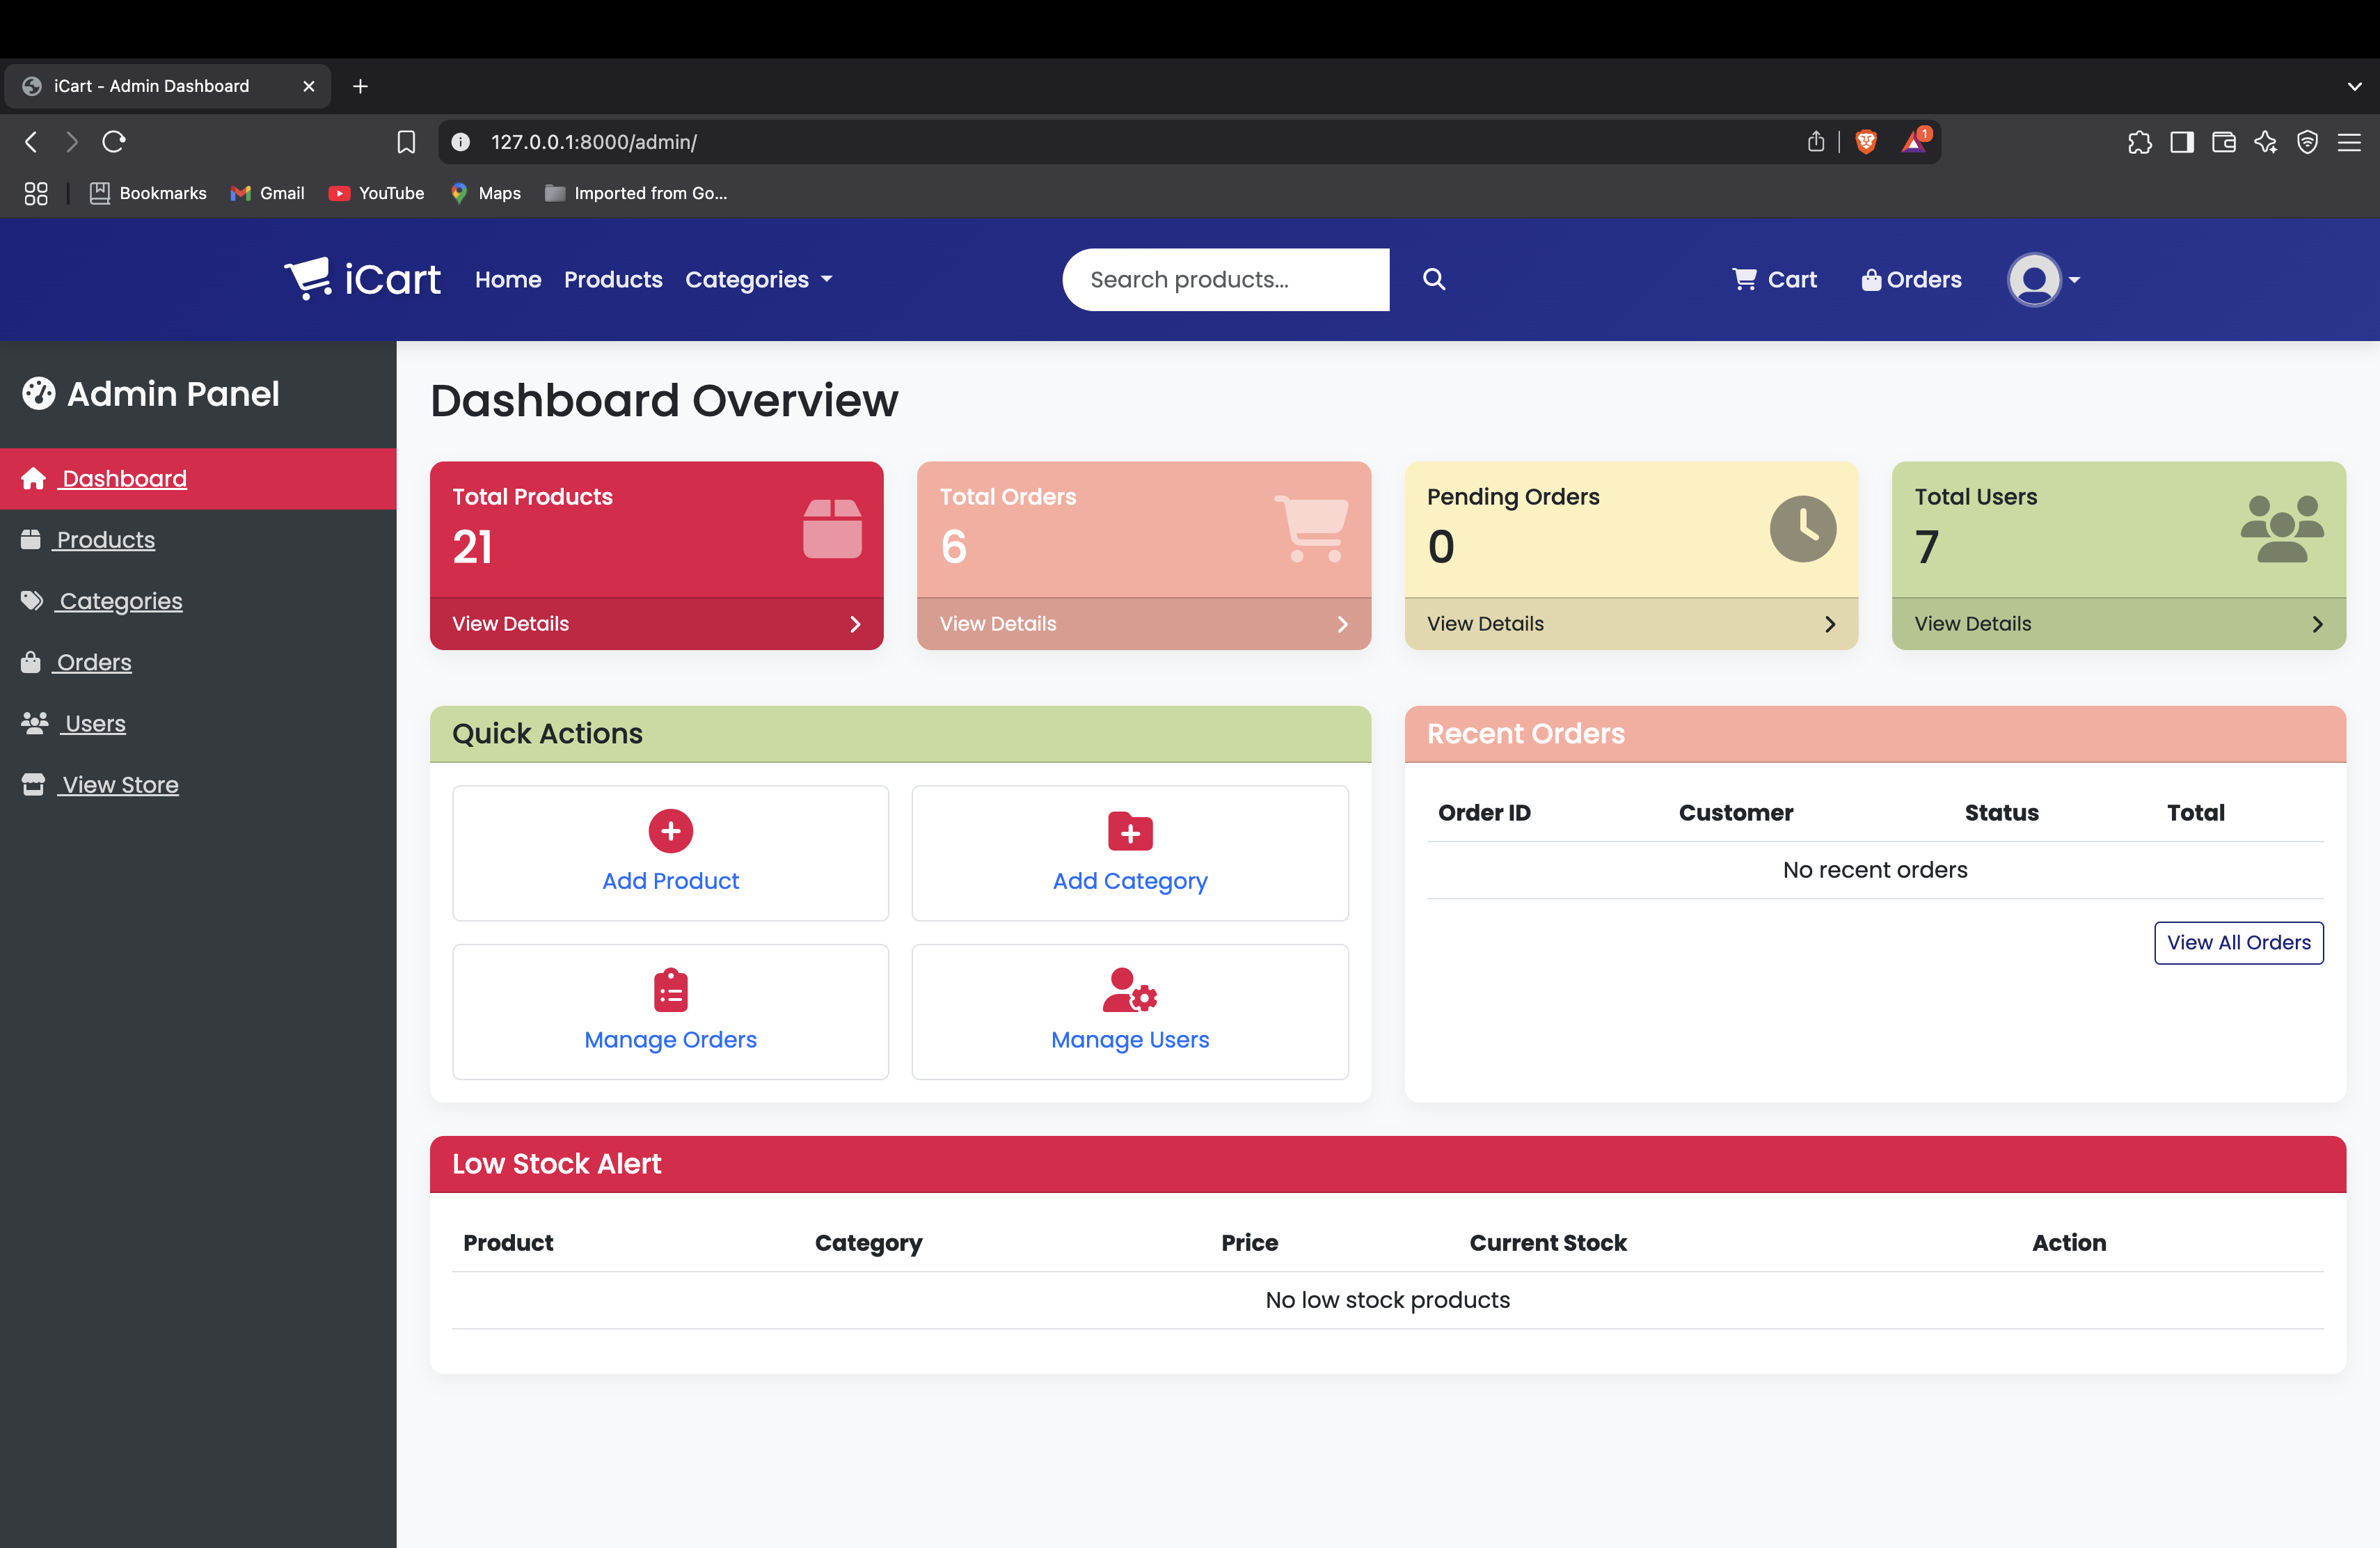 iCart - Admin Dashboard
127.0.0.1:8000/admin/
1
Bookmarks Gmail YouTube Maps Imported from Go...
iCart Home Products Categories Search products... Cart Orders
Admin Panel
Dashboard
Products
Categories
Orders
Users
View Store
Dashboard Overview
Total Products
21
View Details
Total Orders
6
View Details
Pending Orders
0
View Details
Total Users
7
View Details
Quick Actions
Add Product
Add Category
Manage Orders
Manage Users
Recent Orders
Order ID Customer Status Total
No recent orders
View All Orders
Low Stock Alert
Product Category Price Current Stock Action
No low stock products